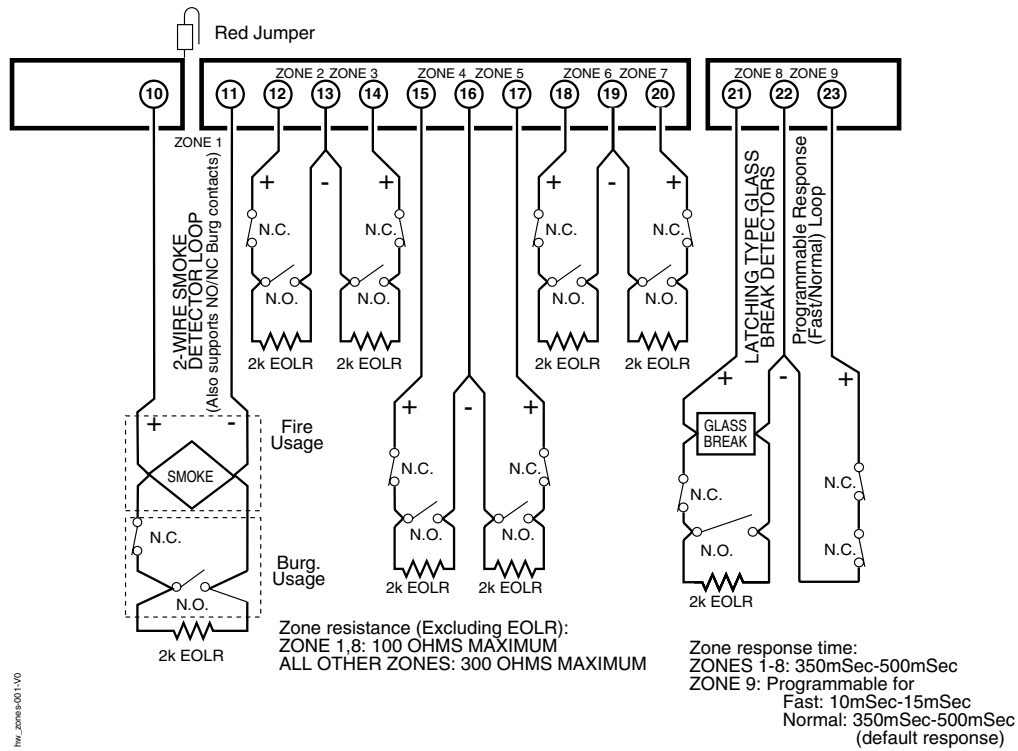 Red Jumper
ZONE 2 ZONE 3
ZONE 4 ZONE 5
ZONE 6 ZONE 7
ZONE 8 ZONE 9
10
11
12
13
14
15
16
17
18
19
20
21
22
23
ZONE 1
2-WIRE SMOKE
DETECTOR LOOP
(Also supports NO/NC Burg contacts)
+
-
+
N.C.
N.C.
N.O.
N.O.
2k EOLR
2k EOLR
+
-
+
N.C.
N.C.
N.O.
N.O.
2k EOLR
2k EOLR
LATCHING TYPE GLASS
BREAK DETECTORS
Programmable Response
(Fast/Normal) Loop
+
-
+
N.C.
N.C.
N.O.
N.O.
2k EOLR
2k EOLR
+
-
+
GLASS
BREAK
N.C.
N.O.
2k EOLR
N.C.
N.C.
+
-
Fire
Usage
SMOKE
N.C.
Burg.
Usage
N.O.
2k EOLR
Zone resistance (Excluding EOLR):
ZONE 1,8: 100 OHMS MAXIMUM
ALL OTHER ZONES: 300 OHMS MAXIMUM
Zone response time:
ZONES 1-8: 350mSec-500mSec
ZONE 9: Programmable for
Fast: 10mSec-15mSec
Normal: 350mSec-500mSec
(default response)
hw_zones-001-V0